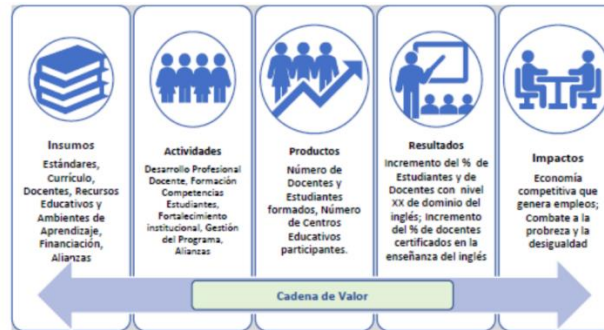 Insumos
Estándares,
Currículo,
Docentes, Recursos
Educativos y
Ambientes de
Aprendizaje,
Financiación,
Alianzas
Actividades
Desarrollo Profesional
Docente, Formación
Competencias
Estudiantes,
Fortalecimiento
institucional, Gestión
del Programa,
Alianzas
Productos
Número de
Docentes y
Estudiantes
formados, Número
de Centros
Educativos
participantes.
Resultados
Incremento del % de
Estudiantes y de
Docentes con nivel
XX de dominio del
inglés; Incremento
del % de docentes
certificados en la
enseñanza del inglés
Impactos
Economía
competitiva que
genera empleos;
Combate a la
probreza y la
desigualdad
Cadena de Valor